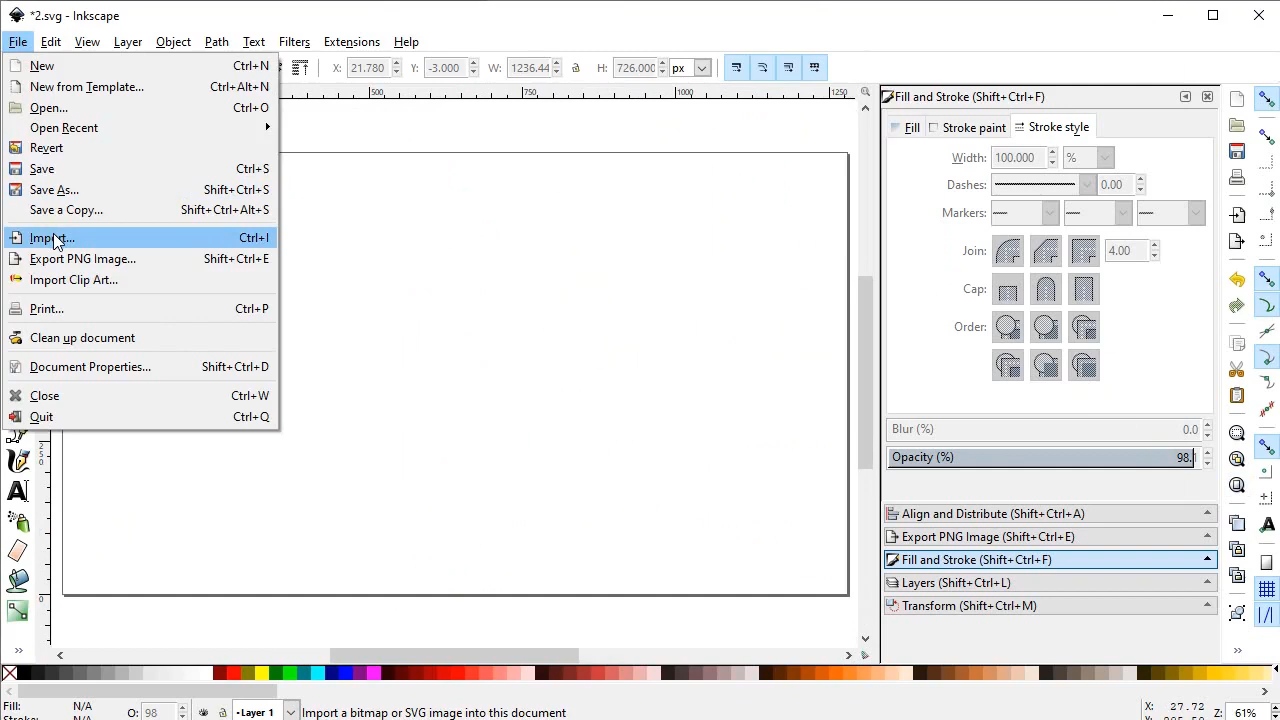 *2.svg - Inkscape
File Edit View Layer Object Path Text Filters Extensions Help
X: 21.780 Y: -3.000 W: 1236.44 H: 726.000 px
New Ctrl+N
New from Template... Ctrl+Alt+N
Open... Ctrl+O
Open Recent
Revert
Save Ctrl+S
Save As... Shift+Ctrl+S
Save a Copy... Shift+Ctrl+Alt+S
Import... Ctrl+I
Export PNG Image... Shift+Ctrl+E
Import Clip Art...
Print... Ctrl+P
Clean up document
Document Properties... Shift+Ctrl+D
Close Ctrl+W
Quit Ctrl+Q
500 750 1000 1250
250
0
Fill and Stroke (Shift+Ctrl+F)
Fill Stroke paint Stroke style
Width: 100.000 %
Dashes: 0.00
Markers:
Join: 4.00
Cap:
Order:
Blur (%) 0.0
Opacity (%) 98.
Align and Distribute (Shift+Ctrl+A)
Export PNG Image (Shift+Ctrl+E)
Fill and Stroke (Shift+Ctrl+F)
Layers (Shift+Ctrl+L)
Transform (Shift+Ctrl+M)
Fill: N/A
Stroke: N/A
O: 98
Layer 1
Import a bitmap or SVG image into this document
X: 27.72
Z: 61%